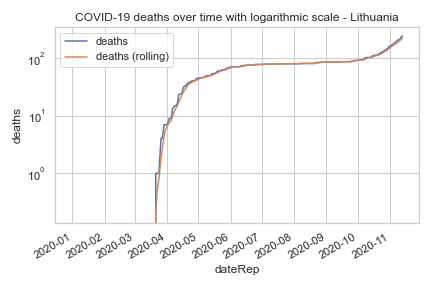 COVID-19 deaths over time with logarithmic scale - Lithuania
deaths
deaths (rolling)
10²
10¹
10⁰
deaths
2020-01
2020-02
2020-03
2020-04
2020-05
2020-06
2020-07
2020-08
2020-09
2020-10
2020-11
dateRep